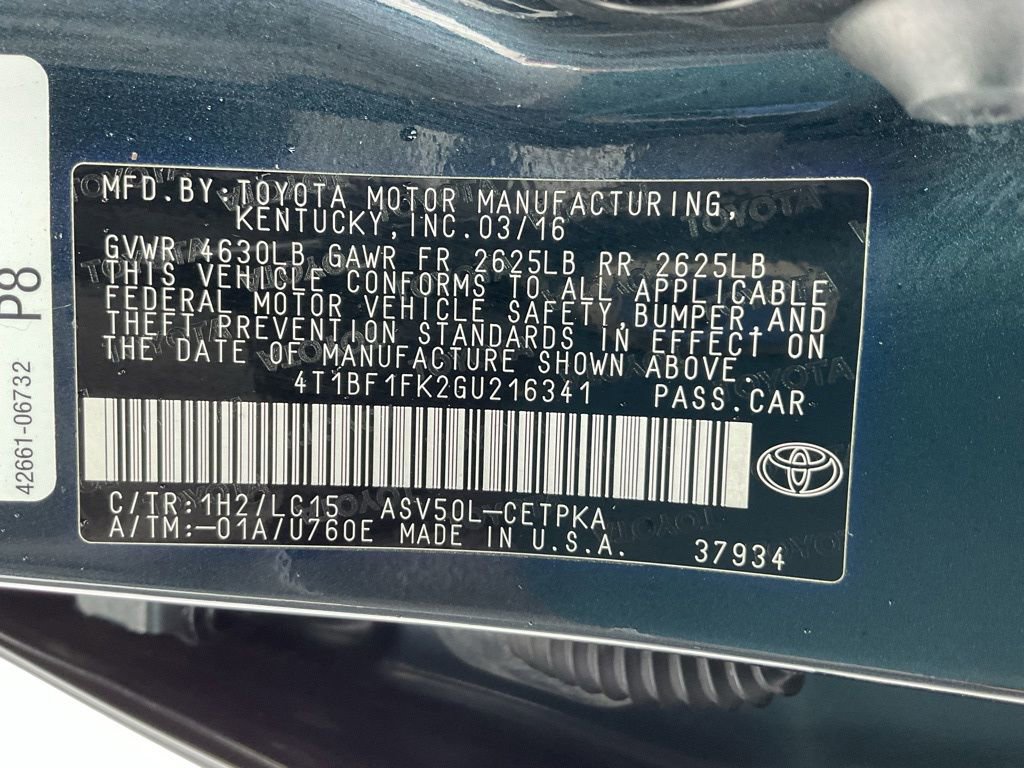 MFD.BY:TOYOTA MOTOR MANUFACTURING,
KENTUCKY,INC.03/16
GVWR 4630LB GAWR FR 2625LB RR 2625LB
THIS VEHICLE CONFORMS TO ALL APPLICABLE
FEDERAL MOTOR VEHICLE SAFETY,BUMPER,AND
THEFT PREVENTION STANDARDS IN EFFECT ON
THE DATE OF MANUFACTURE SHOWN ABOVE.
4T1BF1FK2GU216341 PASS.CAR
C/TR:1H2/LC15 ASV50L-CETPKA
A/TM:-01A/U760E MADE IN U.S.A. 37934
42661-06732 P8